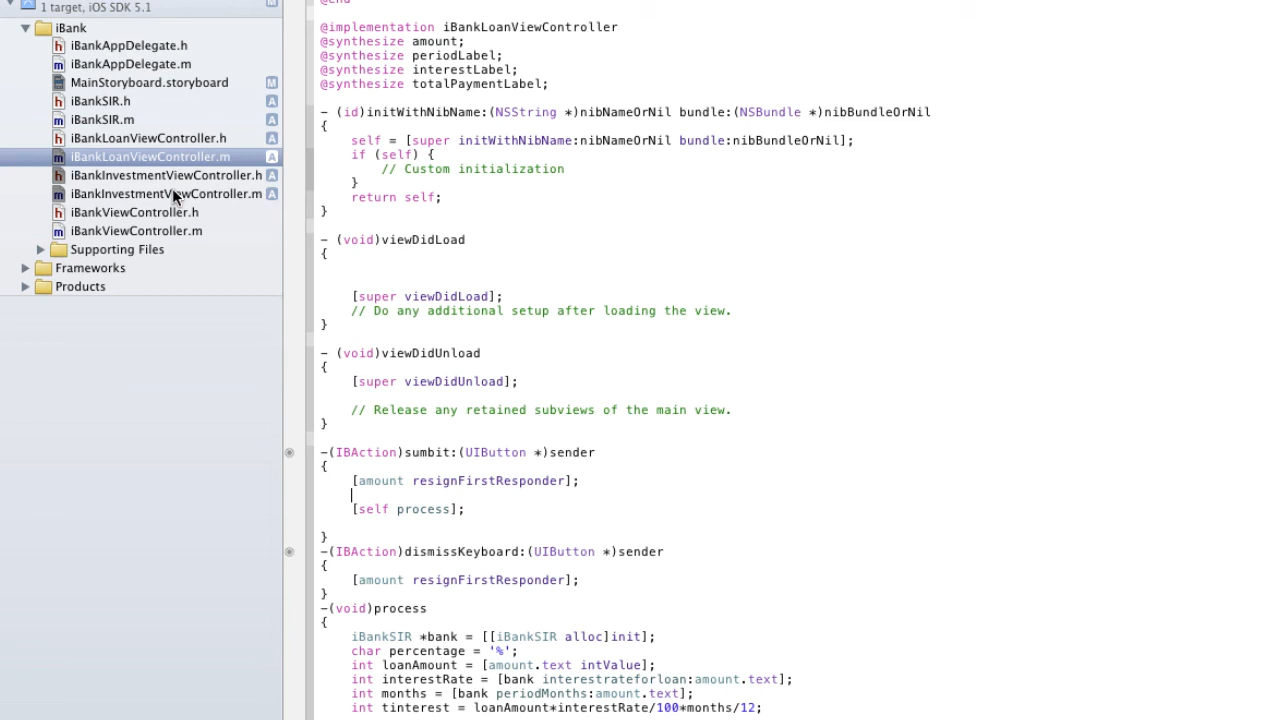 1 target, iOS SDK 5.1
M
@end
iBank
iBankAppDelegate.h
iBankAppDelegate.m
MainStoryboard.storyboard
M
iBankSIR.h
A
iBankSIR.m
A
iBankLoanViewController.h
A
iBankLoanViewController.m
A
iBankInvestmentViewController.h
A
iBankInvestmentViewController.m
A
iBankViewController.h
iBankViewController.m
Supporting Files
Frameworks
Products
@implementation iBankLoanViewController
@synthesize amount;
@synthesize periodLabel;
@synthesize interestLabel;
@synthesize totalPaymentLabel;
- (id)initWithNibName:(NSString *)nibNameOrNil bundle:(NSBundle *)nibBundleOrNil
{
self = [super initWithNibName:nibNameOrNil bundle:nibBundleOrNil];
if (self) {
// Custom initialization
}
return self;
}
- (void)viewDidLoad
{
[super viewDidLoad];
// Do any additional setup after loading the view.
}
- (void)viewDidUnload
{
[super viewDidUnload];
// Release any retained subviews of the main view.
}
-(IBAction)sumbit:(UIButton *)sender
{
[amount resignFirstResponder];
[self process];
}
-(IBAction)dismissKeyboard:(UIButton *)sender
{
[amount resignFirstResponder];
}
-(void)process
{
iBankSIR *bank = [[iBankSIR alloc]init];
char percentage = '%';
int loanAmount = [amount.text intValue];
int interestRate = [bank interestrateforloan:amount.text];
int months = [bank periodMonths:amount.text];
int tinterest = loanAmount*interestRate/100*months/12;